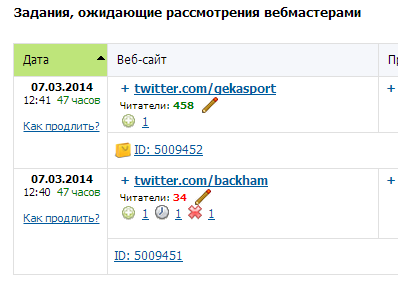 Задания, ожидающие рассмотрения вебмастерами
Дата Веб-сайт Пр
07.03.2014
12:41 47 часов
Как продлить?
+ twitter.com/gekasport +
Читатели: 458
1
ID: 5009452
07.03.2014
12:40 47 часов
Как продлить?
+ twitter.com/backham +
Читатели: 34
1 1 1
ID: 5009451